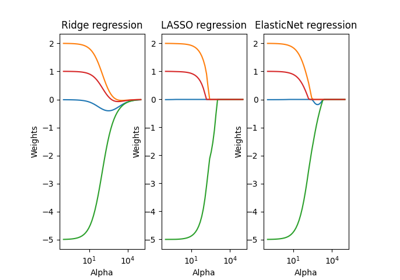 Ridge regression LASSO regression ElasticNet regression
2 2 2
1 1 1
0 0 0
−1 −1 −1
−2 −2 −2
−3 −3 −3
−4 −4 −4
−5 −5 −5
Weights Weights Weights
10¹ 10⁴ 10¹ 10⁴ 10¹ 10⁴
Alpha Alpha Alpha